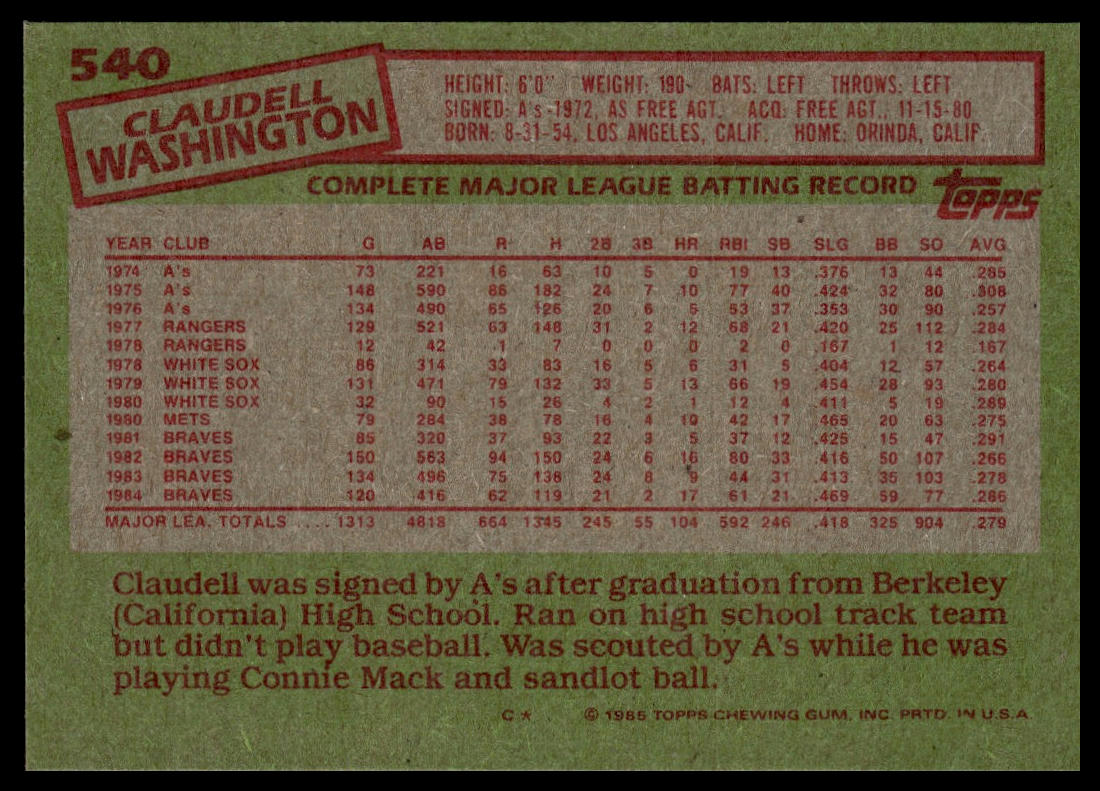 540
CLAUDELL
WASHINGTON
HEIGHT: 6'0" WEIGHT: 190 BATS: LEFT THROWS: LEFT
SIGNED: A's-1972, AS FREE AGT. ACQ: FREE AGT., 11-15-80
BORN: 8-31-54, LOS ANGELES, CALIF. HOME: ORINDA, CALIF.
COMPLETE MAJOR LEAGUE BATTING RECORD topps
YEAR CLUB G AB R H 2B 3B HR RBI SB SLG BB SO AVG
1974 A's 73 221 16 63 10 5 0 19 13 .376 13 44 .285
1975 A's 148 590 86 182 24 7 10 77 40 .424 32 80 .308
1976 A's 134 490 65 126 20 6 5 53 37 .353 30 90 .257
1977 RANGERS 129 521 63 148 31 2 12 68 21 .420 25 112 .284
1978 RANGERS 12 42 1 7 0 0 0 2 0 .167 1 12 .167
1978 WHITE SOX 86 314 33 83 16 5 6 31 5 .404 12 57 .264
1979 WHITE SOX 131 471 79 132 33 5 13 66 19 .454 28 93 .280
1980 WHITE SOX 32 90 15 26 4 2 1 12 4 .411 5 19 .289
1980 METS 79 284 38 78 16 4 10 42 17 .465 20 63 .275
1981 BRAVES 85 320 37 93 22 3 5 37 12 .425 15 47 .291
1982 BRAVES 150 563 94 150 24 6 16 80 33 .416 50 107 .266
1983 BRAVES 134 496 75 138 24 8 9 44 31 .413 35 103 .278
1984 BRAVES 120 416 62 119 21 2 17 61 21 .469 59 77 .286
MAJOR LEA. TOTALS .... 1313 4818 664 1345 245 55 104 592 246 .418 325 904 .279
Claudell was signed by A's after graduation from Berkeley
(California) High School. Ran on high school track team
but didn't play baseball. Was scouted by A's while he was
playing Connie Mack and sandlot ball.
C* © 1985 TOPPS CHEWING GUM, INC. PRTD. IN U.S.A.